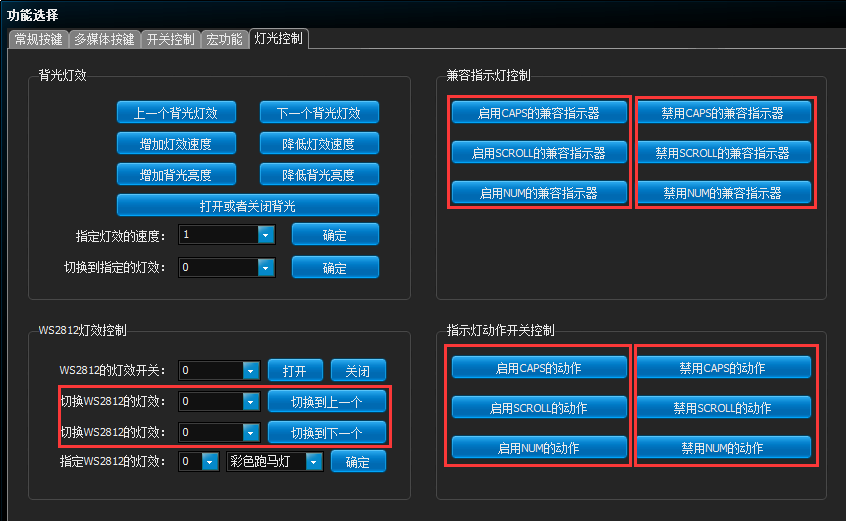 功能选择
常规按键 多媒体按键 开关控制 宏功能 灯光控制
背光灯效
上一个背光灯效 下一个背光灯效
增加灯效速度 降低灯效速度
增加背光亮度 降低背光亮度
打开或者关闭背光
指定灯效的速度： 1 确定
切换到指定的灯效： 0 确定
兼容指示灯控制
启用CAPS的兼容指示器 禁用CAPS的兼容指示器
启用SCROLL的兼容指示器 禁用SCROLL的兼容指示器
启用NUM的兼容指示器 禁用NUM的兼容指示器
WS2812灯效控制
WS2812的灯效开关： 0 打开 关闭
切换WS2812的灯效： 0 切换到上一个
切换WS2812的灯效： 0 切换到下一个
指定WS2812的灯效： 0 彩色跑马灯 确定
指示灯动作开关控制
启用CAPS的动作 禁用CAPS的动作
启用SCROLL的动作 禁用SCROLL的动作
启用NUM的动作 禁用NUM的动作